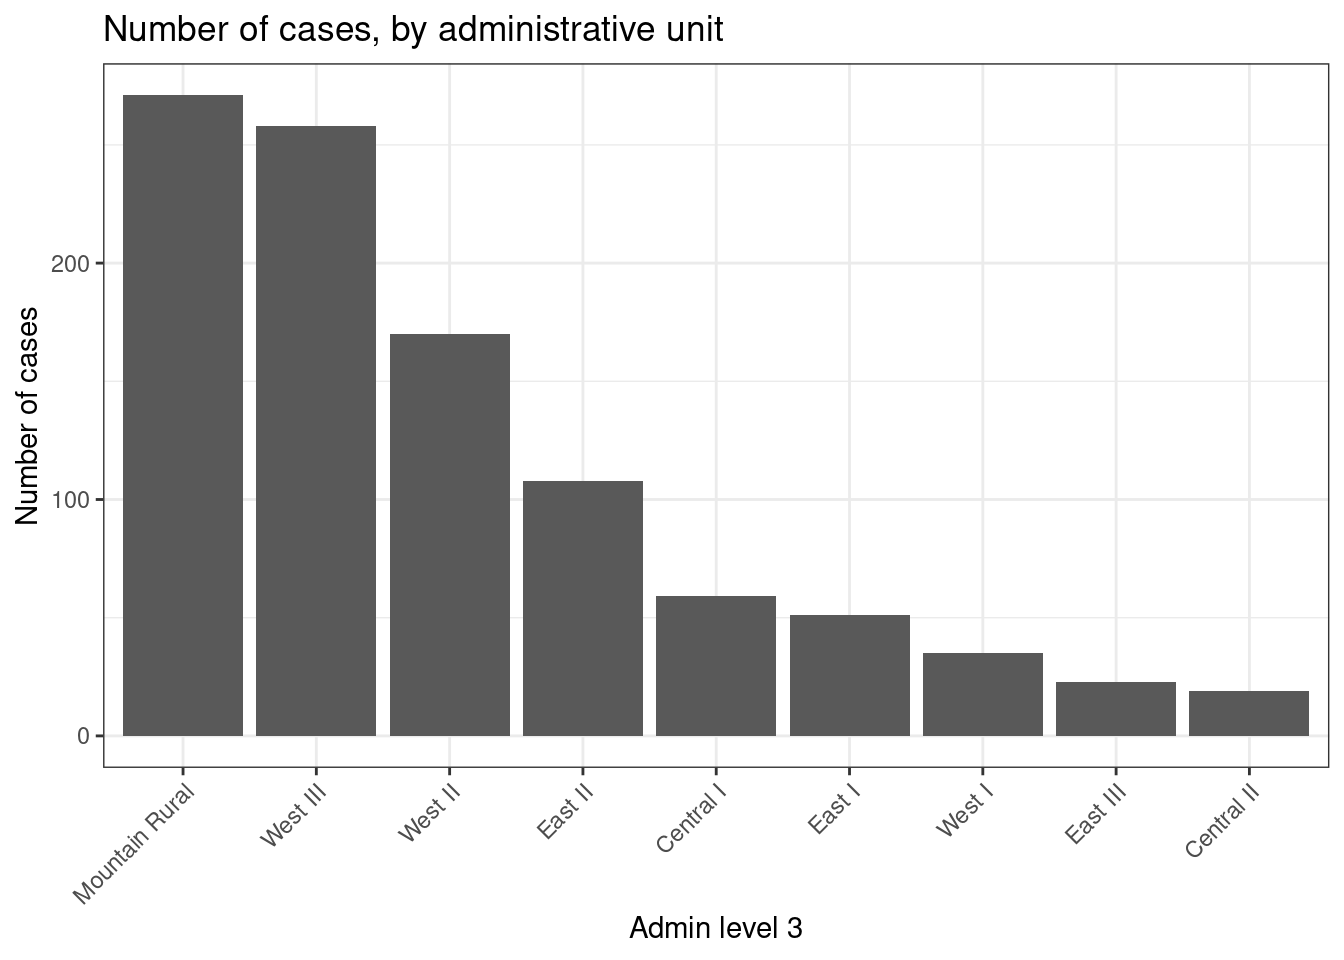 Number of cases, by administrative unit
Number of cases
200
100
0
Mountain Rural
West III
West II
East II
Central I
East I
West I
East III
Central II
Admin level 3